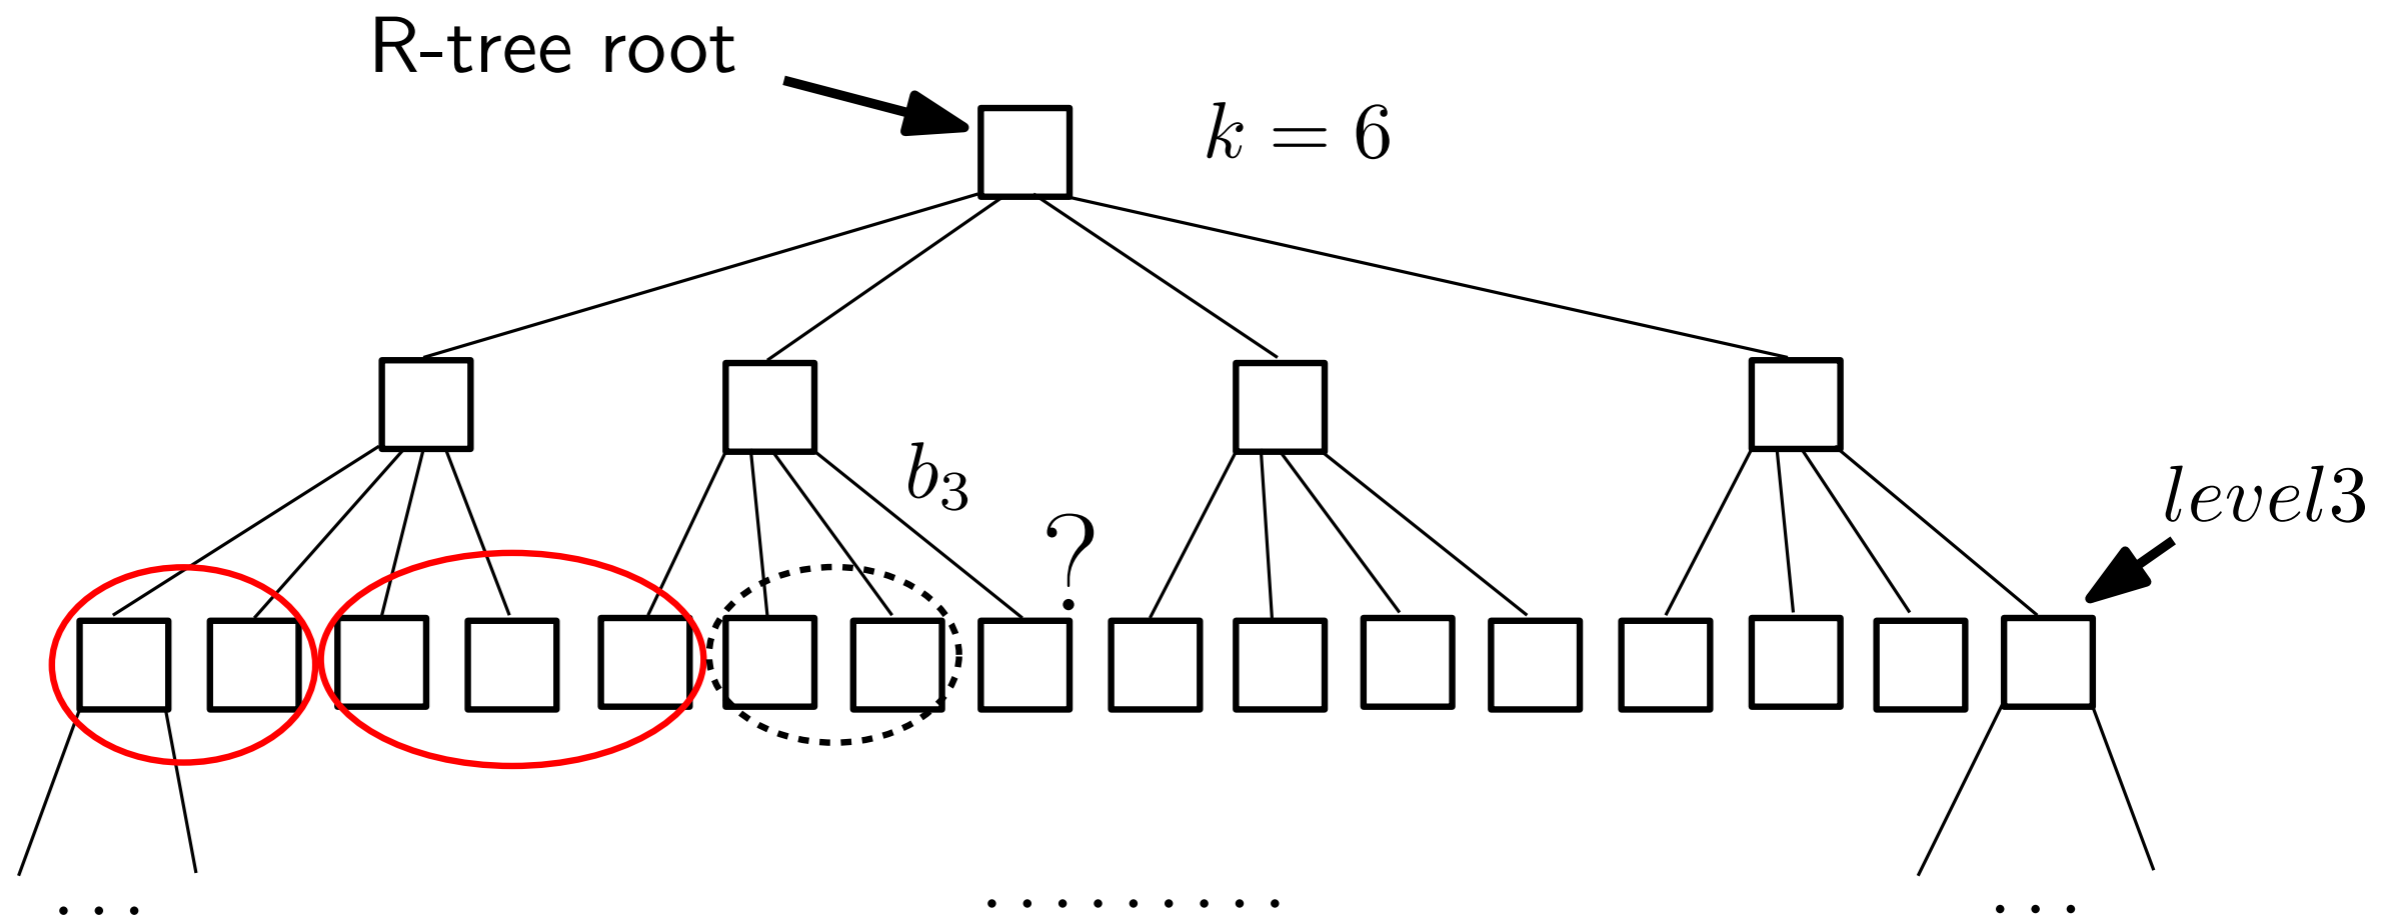 R-tree root
k = 6
b₃
?
level3
. . .
. . . . . . . . .
. . .